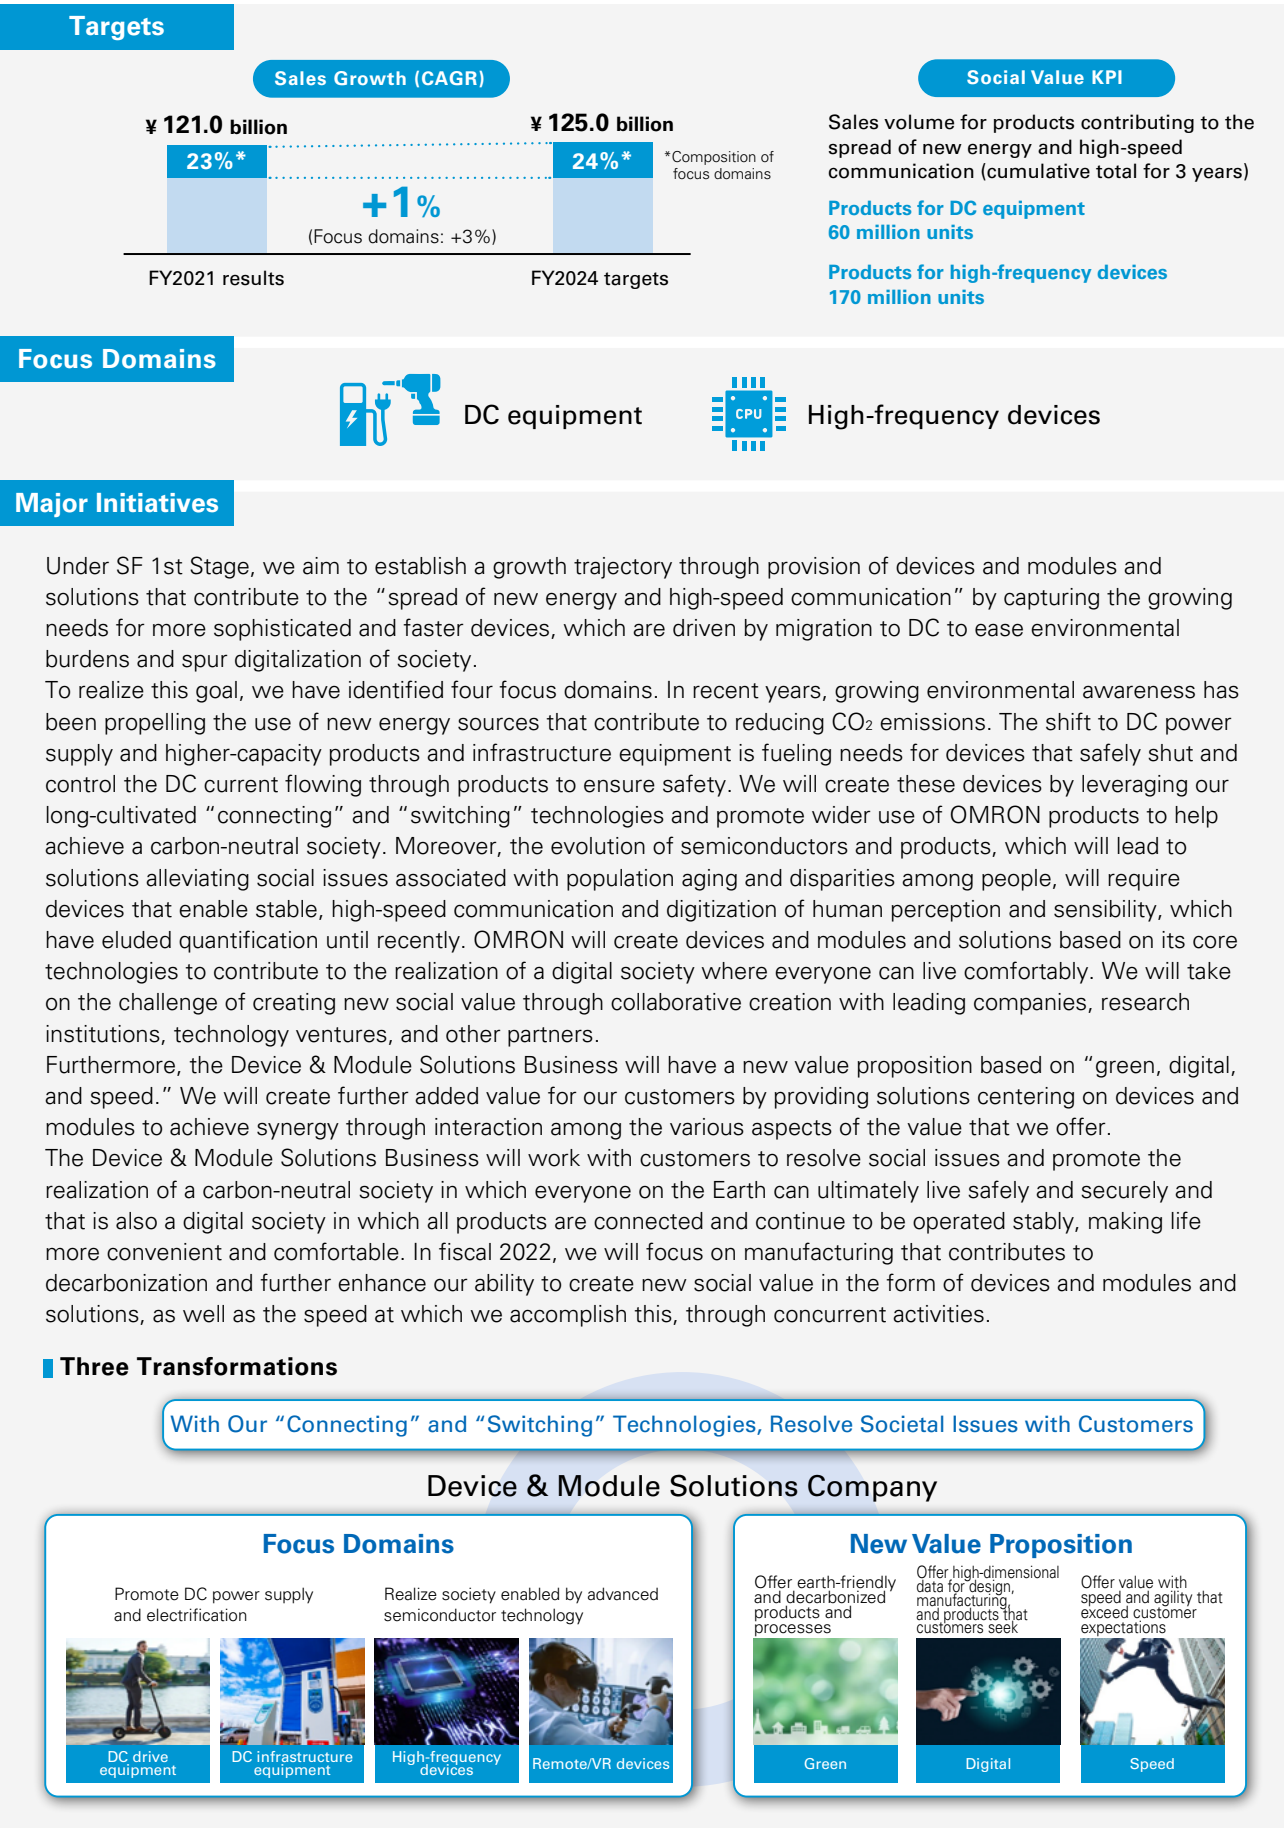 Targets
Sales Growth (CAGR)
¥ 121.0 billion
¥ 125.0 billion
23%*
24%*
*Composition of
focus domains
+1%
(Focus domains: +3%)
FY2021 results
FY2024 targets
Social Value KPI
Sales volume for products contributing to the
spread of new energy and high-speed
communication (cumulative total for 3 years)
Products for DC equipment
60 million units
Products for high-frequency devices
170 million units
Focus Domains
DC equipment
CPU
High-frequency devices
Major Initiatives
Under SF 1st Stage, we aim to establish a growth trajectory through provision of devices and modules and
solutions that contribute to the “spread of new energy and high-speed communication” by capturing the growing
needs for more sophisticated and faster devices, which are driven by migration to DC to ease environmental
burdens and spur digitalization of society.
To realize this goal, we have identified four focus domains. In recent years, growing environmental awareness has
been propelling the use of new energy sources that contribute to reducing CO₂ emissions. The shift to DC power
supply and higher-capacity products and infrastructure equipment is fueling needs for devices that safely shut and
control the DC current flowing through products to ensure safety. We will create these devices by leveraging our
long-cultivated “connecting” and “switching” technologies and promote wider use of OMRON products to help
achieve a carbon-neutral society. Moreover, the evolution of semiconductors and products, which will lead to
solutions alleviating social issues associated with population aging and disparities among people, will require
devices that enable stable, high-speed communication and digitization of human perception and sensibility, which
have eluded quantification until recently. OMRON will create devices and modules and solutions based on its core
technologies to contribute to the realization of a digital society where everyone can live comfortably. We will take
on the challenge of creating new social value through collaborative creation with leading companies, research
institutions, technology ventures, and other partners.
Furthermore, the Device & Module Solutions Business will have a new value proposition based on “green, digital,
and speed.” We will create further added value for our customers by providing solutions centering on devices and
modules to achieve synergy through interaction among the various aspects of the value that we offer.
The Device & Module Solutions Business will work with customers to resolve social issues and promote the
realization of a carbon-neutral society in which everyone on the Earth can ultimately live safely and securely and
that is also a digital society in which all products are connected and continue to be operated stably, making life
more convenient and comfortable. In fiscal 2022, we will focus on manufacturing that contributes to
decarbonization and further enhance our ability to create new social value in the form of devices and modules and
solutions, as well as the speed at which we accomplish this, through concurrent activities.
Three Transformations
With Our “Connecting” and “Switching” Technologies, Resolve Societal Issues with Customers
Device & Module Solutions Company
Focus Domains
Promote DC power supply
and electrification
Realize society enabled by advanced
semiconductor technology
DC drive
equipment
DC infrastructure
equipment
High-frequency
devices
Remote/VR devices
New Value Proposition
Offer earth-friendly
and decarbonized
products and
processes
Offer high-dimensional
data for design,
manufacturing,
and products that
customers seek
Offer value with
speed and agility that
exceed customer
expectations
Green
Digital
Speed